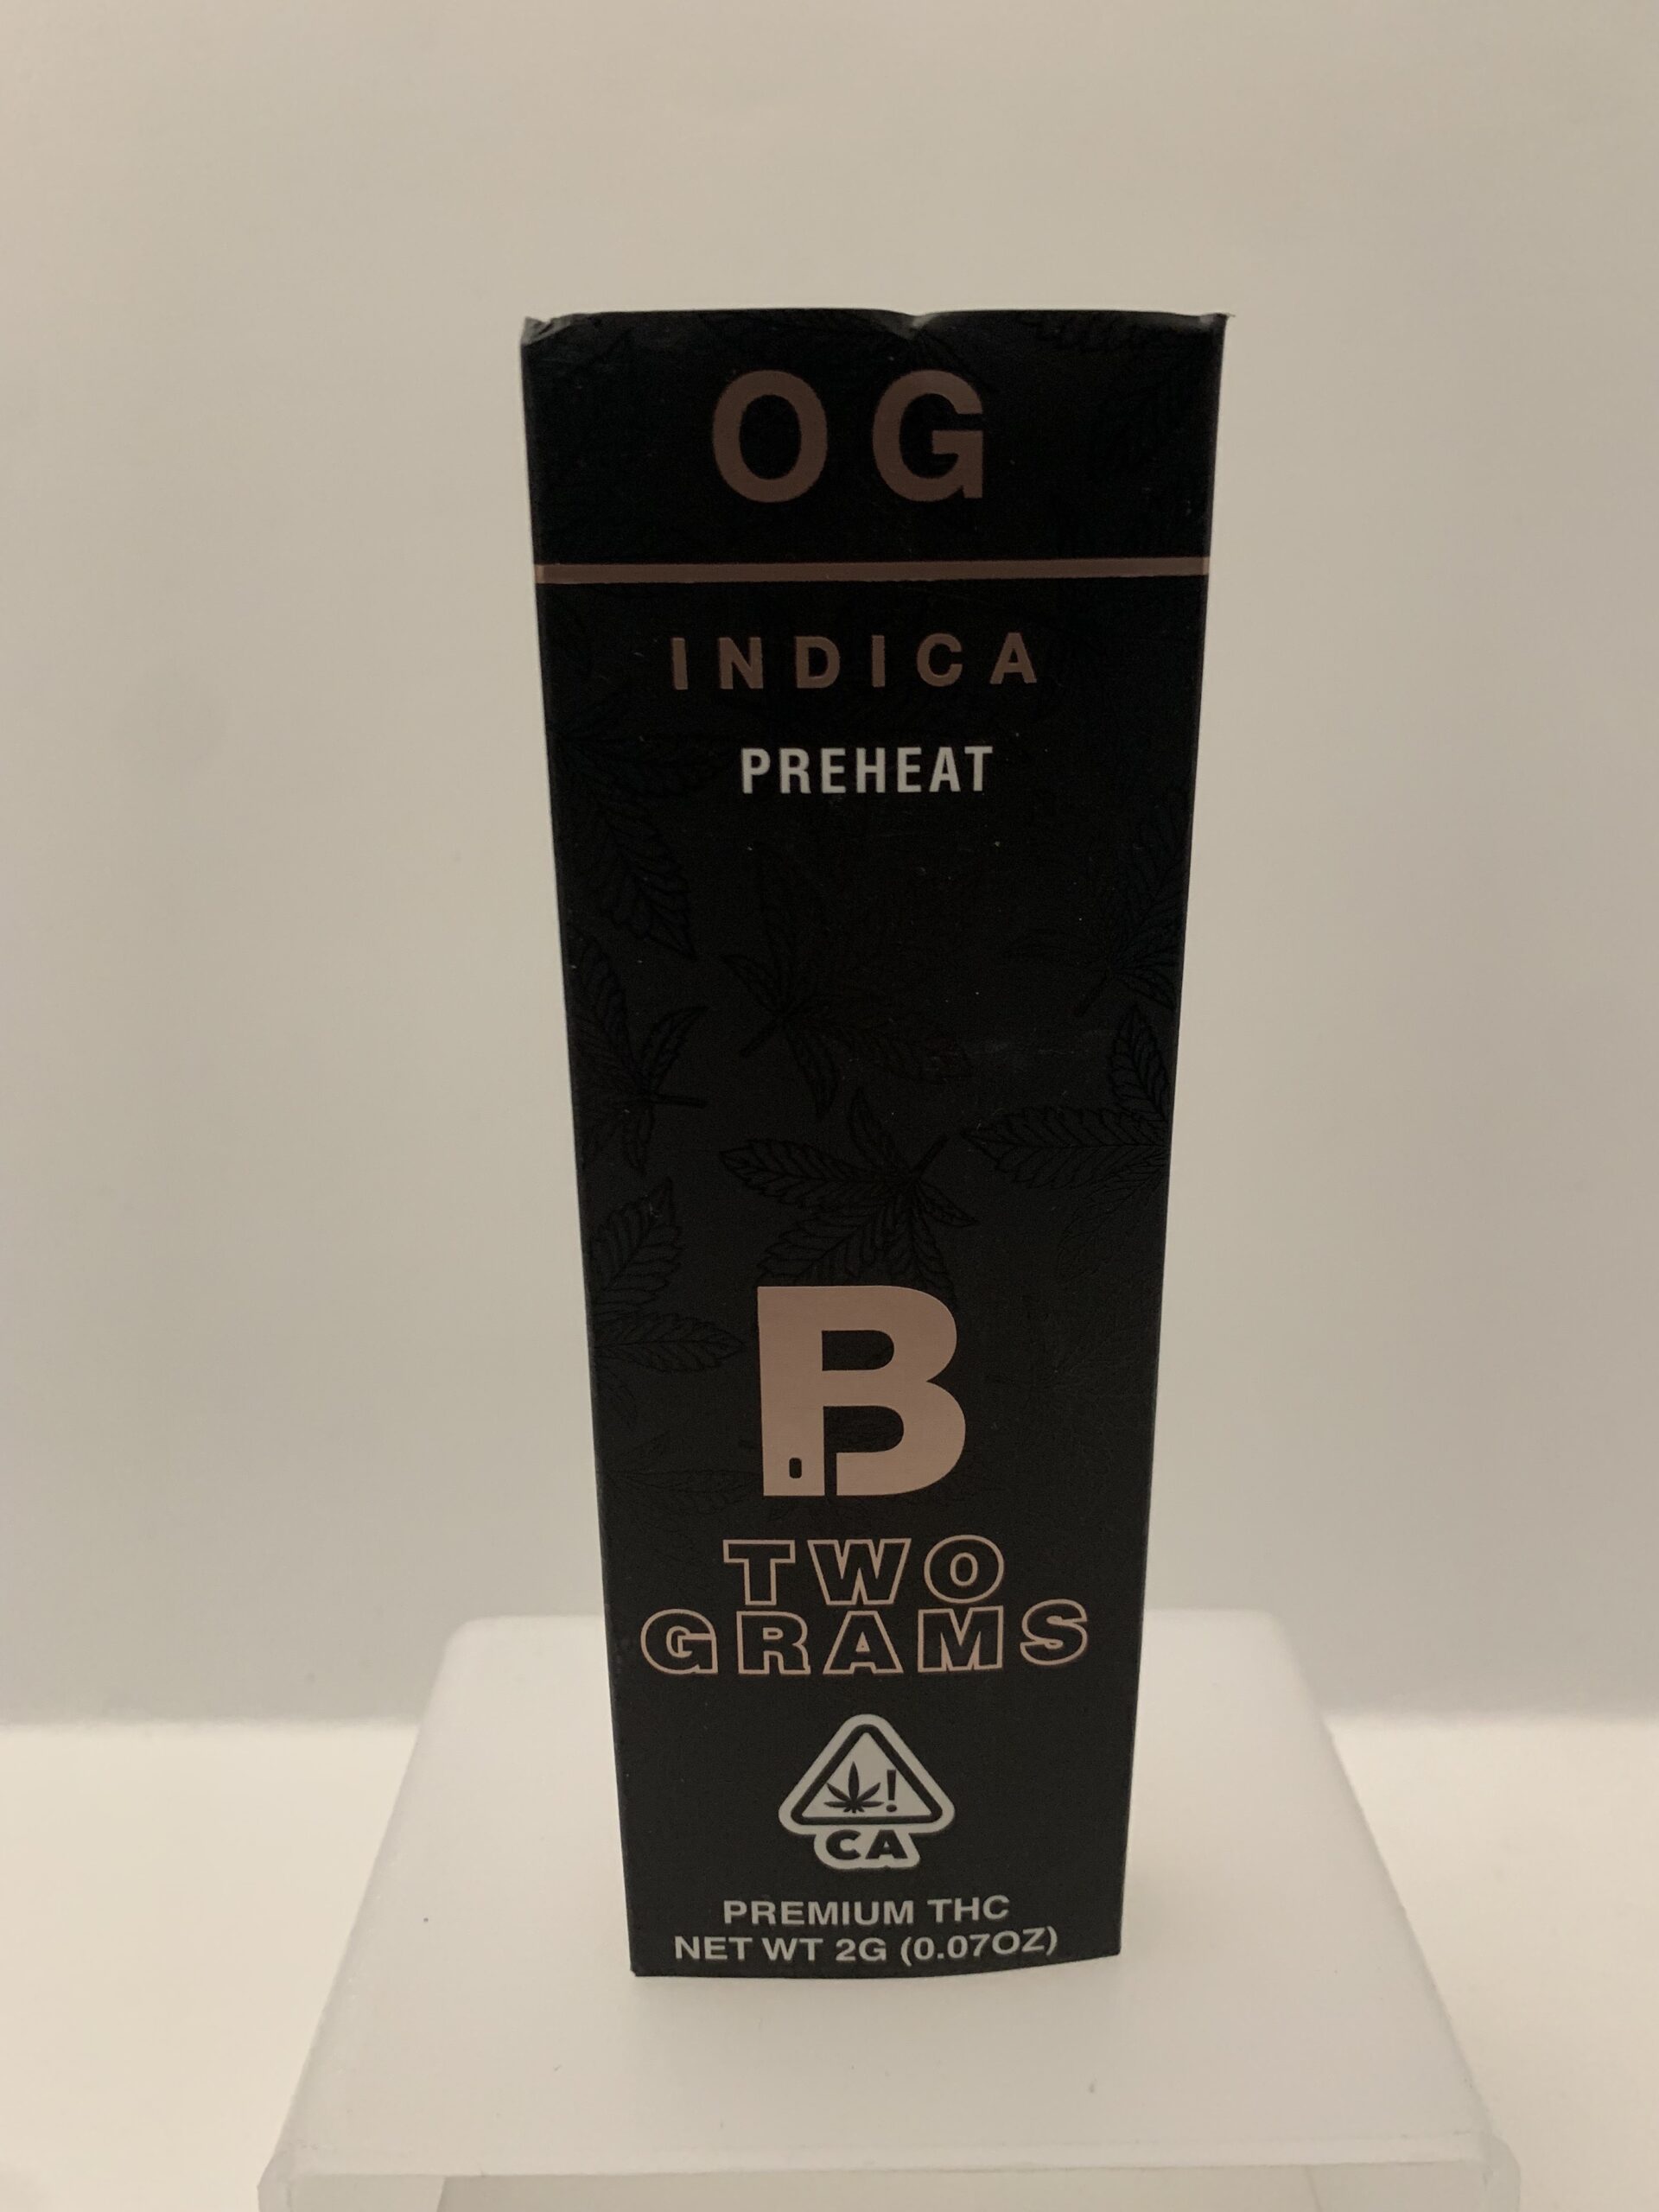 OG
INDICA
PREHEAT
B
TWO
GRAMS
CA
PREMIUM THC
NET WT 2G (0.07OZ)